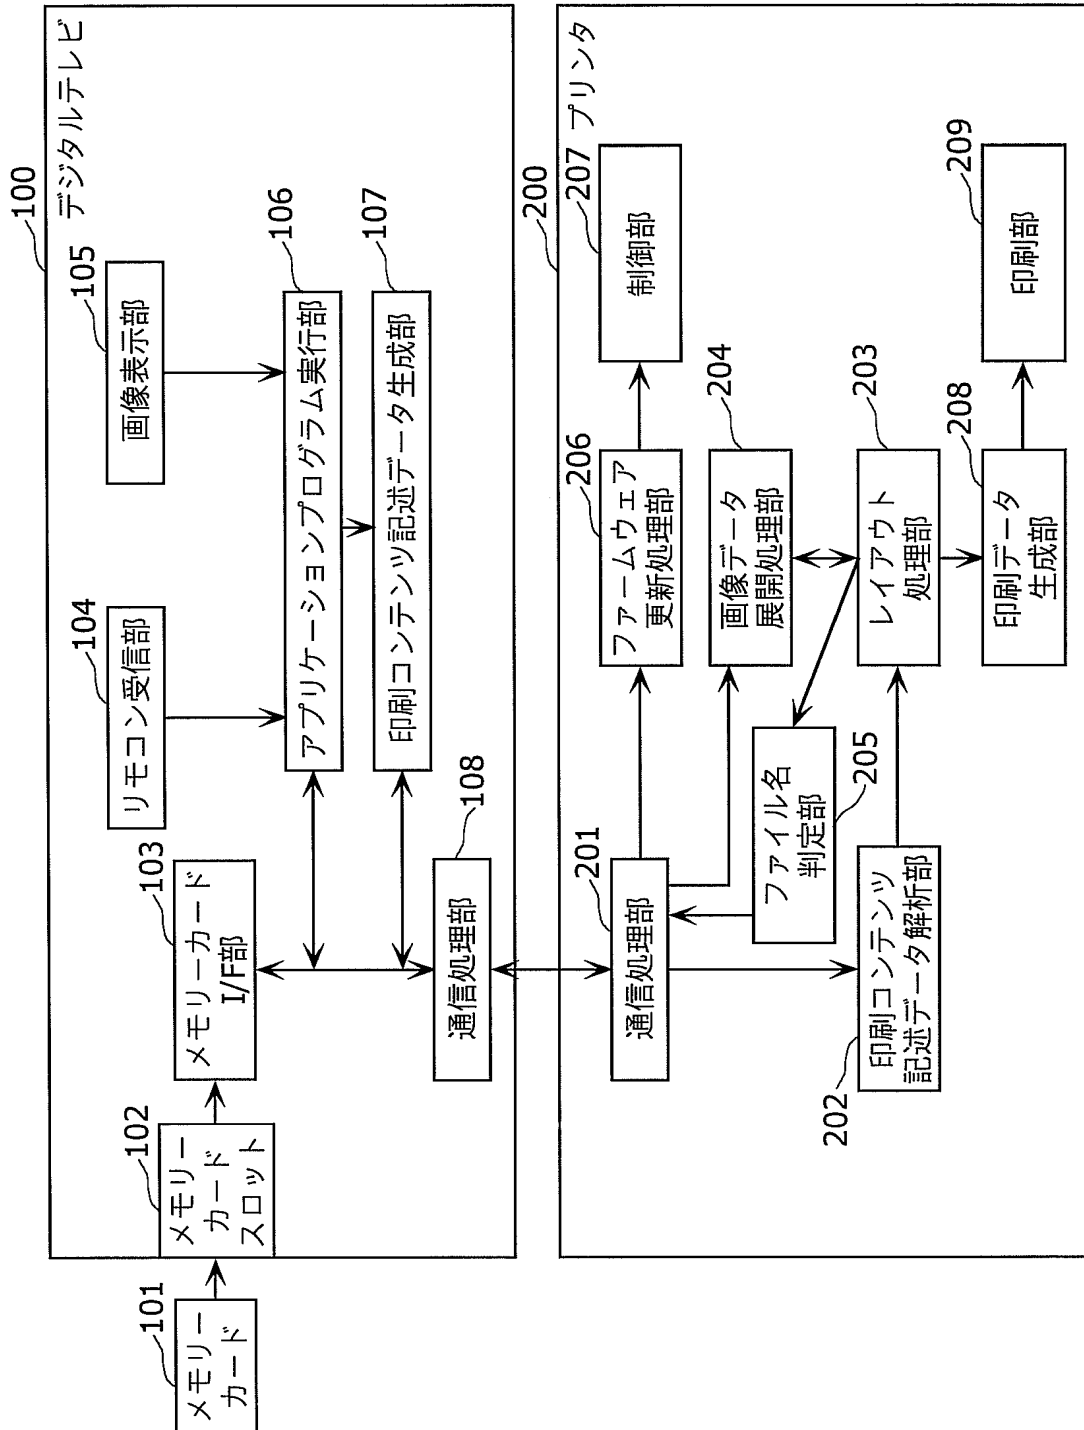 100
デジタルテレビ
101
メモリー
カード
102
メモリー
カード
スロット
103
メモリーカード
I/F部
104
リモコン受信部
105
画像表示部
106
アプリケーションプログラム実行部
107
印刷コンテンツ記述データ生成部
108
通信処理部
200
プリンタ
201
通信処理部
202
印刷コンテンツ
記述データ解析部
205
ファイル名
判定部
206
ファームウェア
更新処理部
207
制御部
204
画像データ
展開処理部
203
レイアウト
処理部
208
印刷データ
生成部
209
印刷部